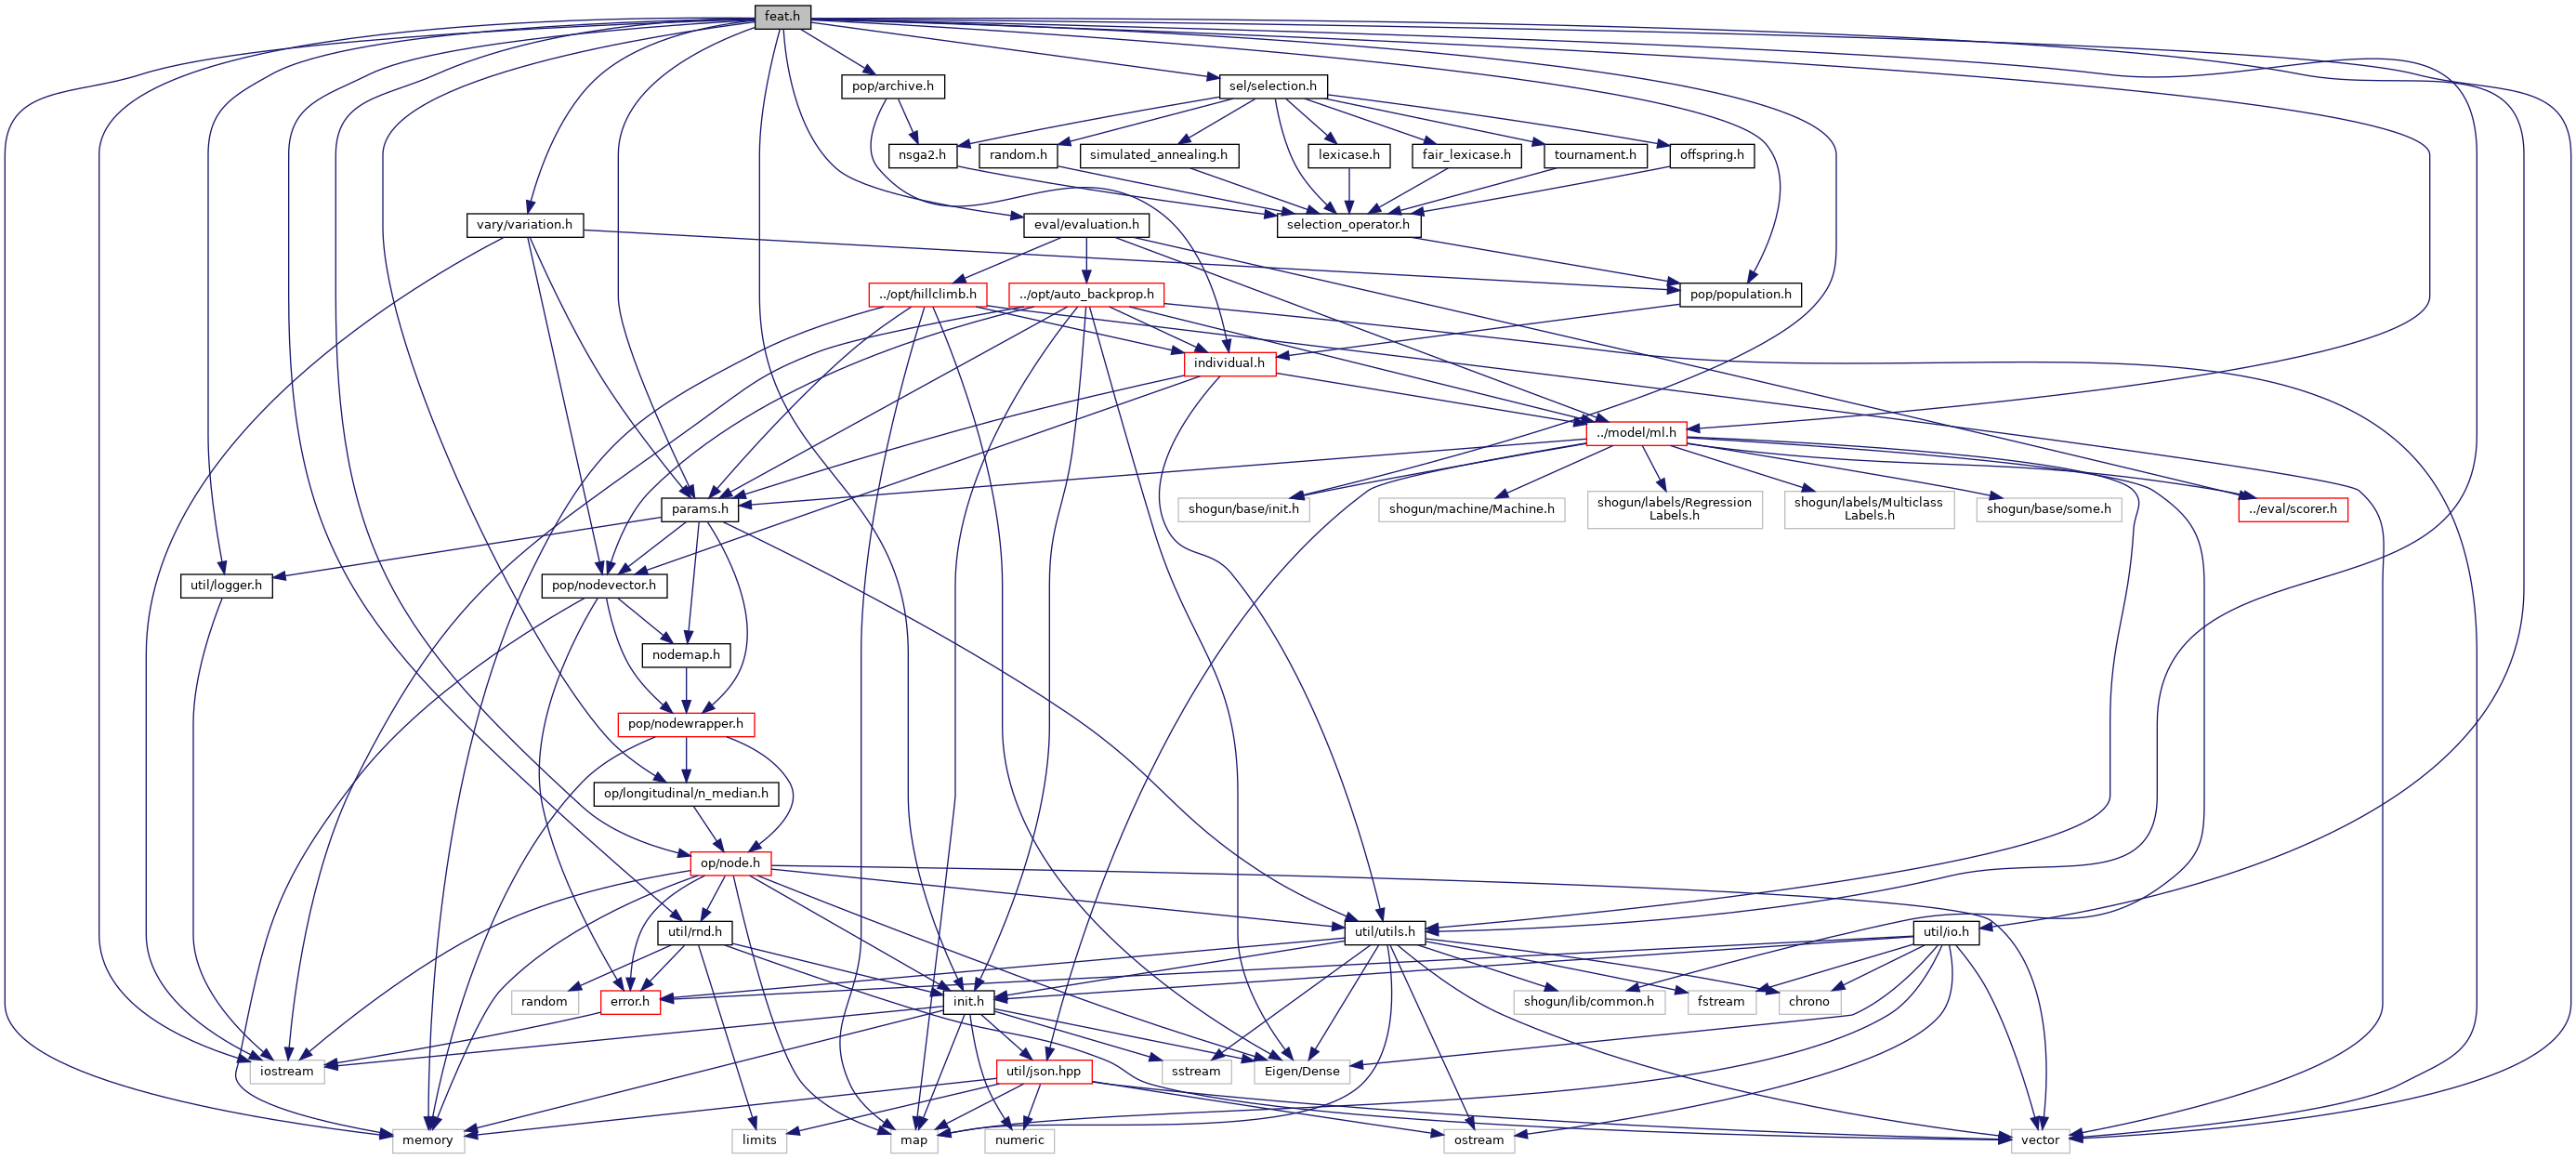 feat.h
pop/archive.h
sel/selection.h
nsga2.h
random.h
simulated_annealing.h
lexicase.h
fair_lexicase.h
tournament.h
offspring.h
vary/variation.h
eval/evaluation.h
selection_operator.h
../opt/hillclimb.h
../opt/auto_backprop.h
pop/population.h
individual.h
../model/ml.h
params.h
shogun/base/init.h
shogun/machine/Machine.h
shogun/labels/Regression
Labels.h
shogun/labels/Multiclass
Labels.h
shogun/base/some.h
../eval/scorer.h
util/logger.h
pop/nodevector.h
nodemap.h
pop/nodewrapper.h
op/longitudinal/n_median.h
op/node.h
util/rnd.h
util/utils.h
util/io.h
random
error.h
init.h
shogun/lib/common.h
fstream
chrono
iostream
util/json.hpp
sstream
Eigen/Dense
memory
limits
map
numeric
ostream
vector